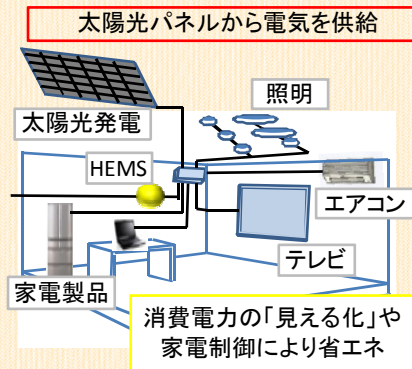 太陽光パネルから電気を供給
照明
太陽光発電
HEMS
エアコン
テレビ
家電製品
消費電力の「見える化」や
家電制御により省エネ